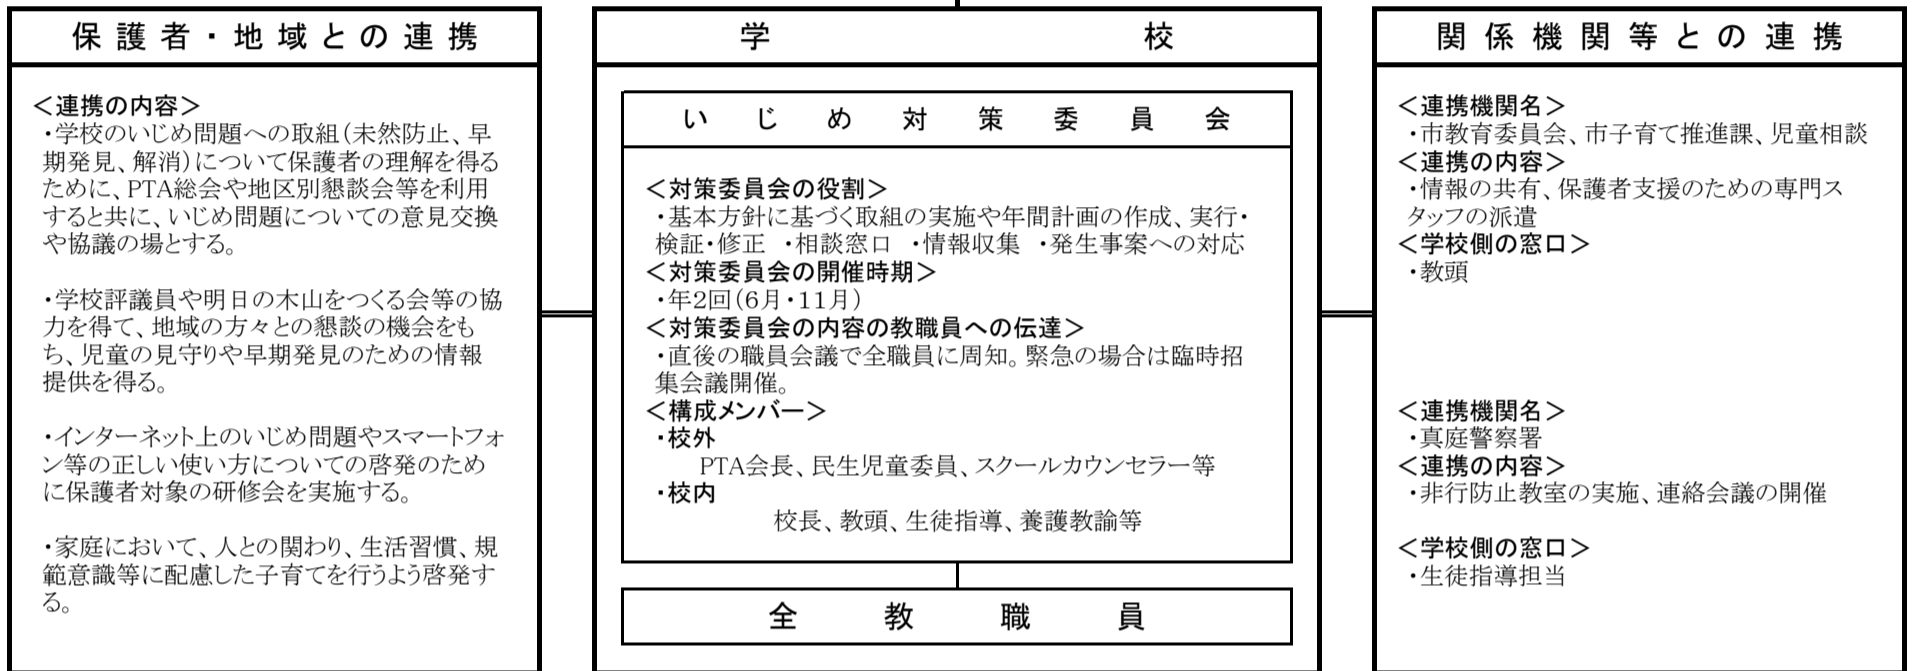 保護者・地域との連携
＜連携の内容＞
・学校のいじめ問題への取組（未然防止、早
期発見、解消）について保護者の理解を得る
ために、PTA総会や地区別懇談会等を利用
すると共に、いじめ問題についての意見交換
や協議の場とする。
・学校評議員や明日の木山をつくる会等の協
力を得て、地域の方々との懇談の機会をも
ち、児童の見守りや早期発見のための情報
提供を得る。
・インターネット上のいじめ問題やスマートフォ
ン等の正しい使い方についての啓発のため
に保護者対象の研修会を実施する。
・家庭において、人との関わり、生活習慣、規
範意識等に配慮した子育てを行うよう啓発す
る。
学校
いじめ対策委員会
＜対策委員会の役割＞
・基本方針に基づく取組の実施や年間計画の作成、実行・
検証・修正 ・相談窓口 ・情報収集 ・発生事案への対応
＜対策委員会の開催時期＞
・年2回（6月・11月）
＜対策委員会の内容の教職員への伝達＞
・直後の職員会議で全職員に周知。緊急の場合は臨時招
集会議開催。
＜構成メンバー＞
・校外
PTA会長、民生児童委員、スクールカウンセラー等
・校内
校長、教頭、生徒指導、養護教諭等
全教職員
関係機関等との連携
＜連携機関名＞
・市教育委員会、市子育て推進課、児童相談
＜連携の内容＞
・情報の共有、保護者支援のための専門ス
タッフの派遣
＜学校側の窓口＞
・教頭
＜連携機関名＞
・真庭警察署
＜連携の内容＞
・非行防止教室の実施、連絡会議の開催
＜学校側の窓口＞
・生徒指導担当